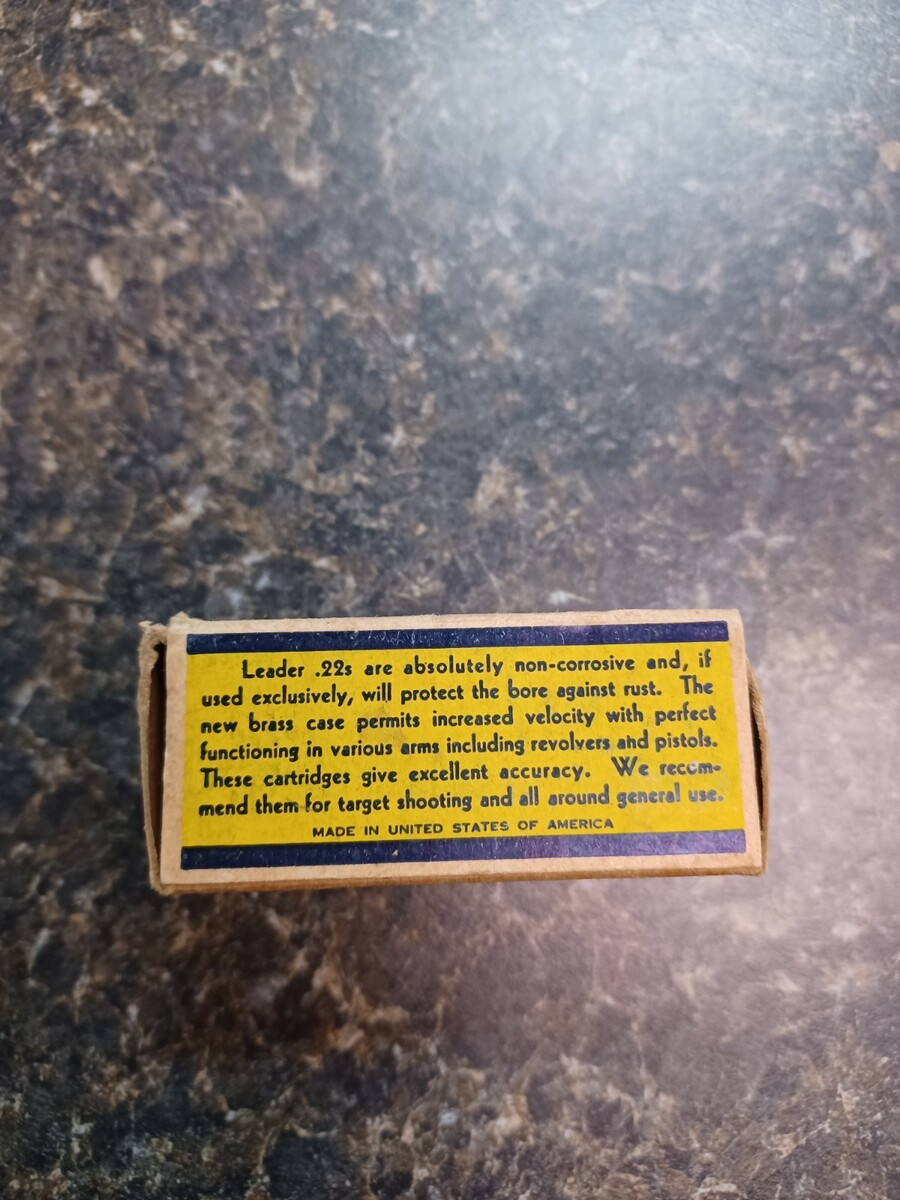 Leader .22s are absolutely non-corrosive and, if
used exclusively, will protect the bore against rust. The
new brass case permits increased velocity with perfect
functioning in various arms including revolvers and pistols.
These cartridges give excellent accuracy. We recom-
mend them for target shooting and all around general use.
MADE IN UNITED STATES OF AMERICA